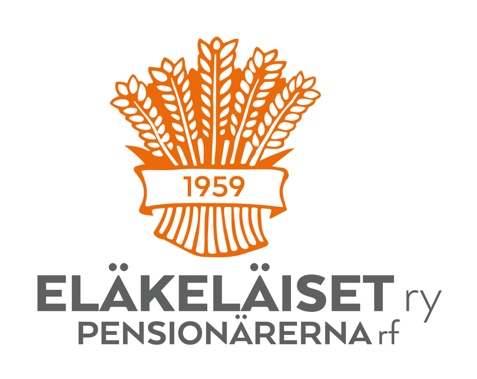 1959
ELÄKELÄISET ry
PENSIONÄRERNA rf